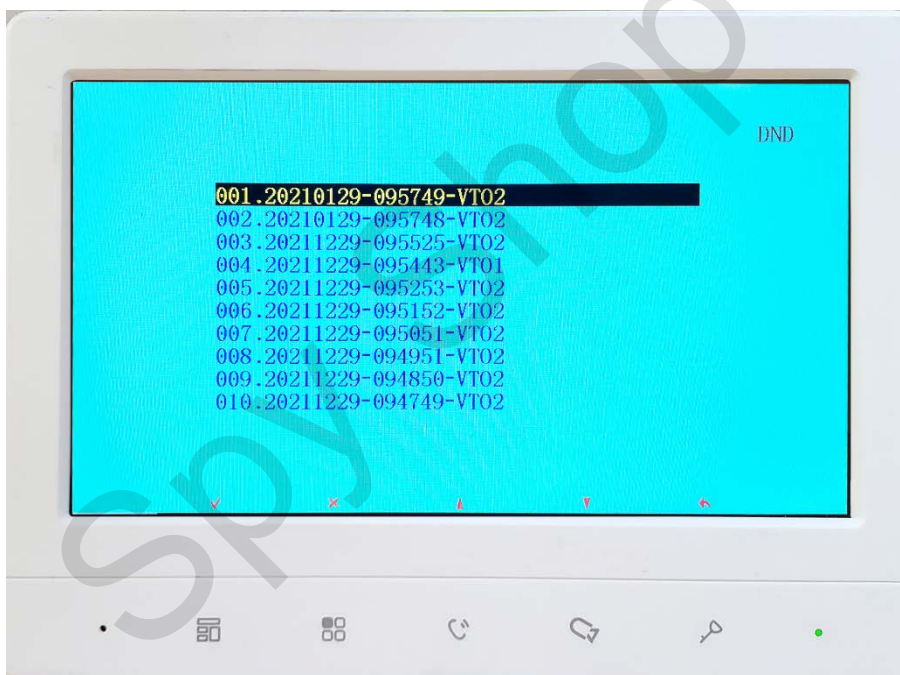 DND
001.20210129-095749-VTO2
002.20210129-095748-VTO2
003.20211229-095525-VTO2
004.20211229-095443-VTO1
005.20211229-095253-VTO2
006.20211229-095152-VTO2
007.20211229-095051-VTO2
008.20211229-094951-VTO2
009.20211229-094850-VTO2
010.20211229-094749-VTO2
Spy Shop